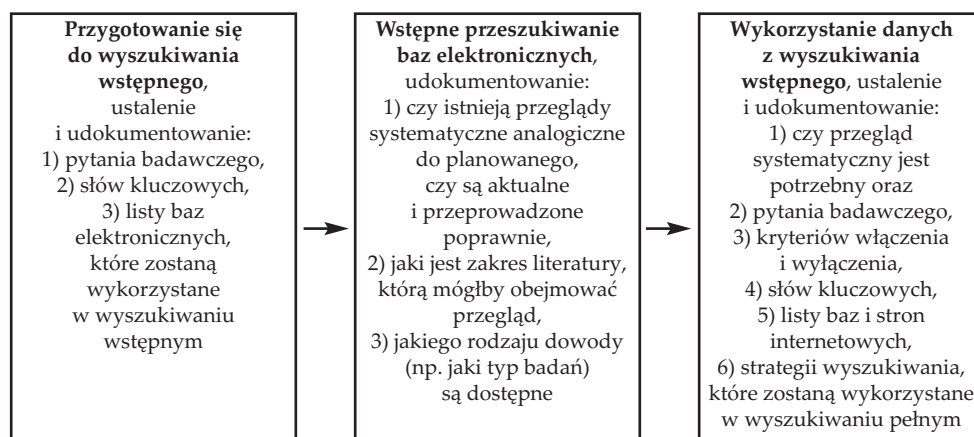 Przygotowanie się
do wyszukiwania
wstępnego,
ustalenie
i udokumentowanie:
1) pytania badawczego,
2) słów kluczowych,
3) listy baz
elektronicznych,
które zostaną
wykorzystane
w wyszukiwaniu
wstępnym
Wstępne przeszukiwanie
baz elektronicznych,
udokumentowanie:
1) czy istnieją przeglądy
systematyczne analogiczne
do planowanego,
czy są aktualne
i przeprowadzone
poprawnie,
2) jaki jest zakres literatury,
którą mógłby obejmować
przegląd,
3) jakiego rodzaju dowody
(np. jaki typ badań)
są dostępne
Wykorzystanie danych
z wyszukiwania
wstępnego, ustalenie
i udokumentowanie:
1) czy przegląd
systematyczny jest
potrzebny oraz
2) pytania badawczego,
3) kryteriów włączenia
i wyłączenia,
4) słów kluczowych,
5) listy baz i stron
internetowych,
6) strategii wyszukiwania,
które zostaną wykorzystane
w wyszukiwaniu pełnym